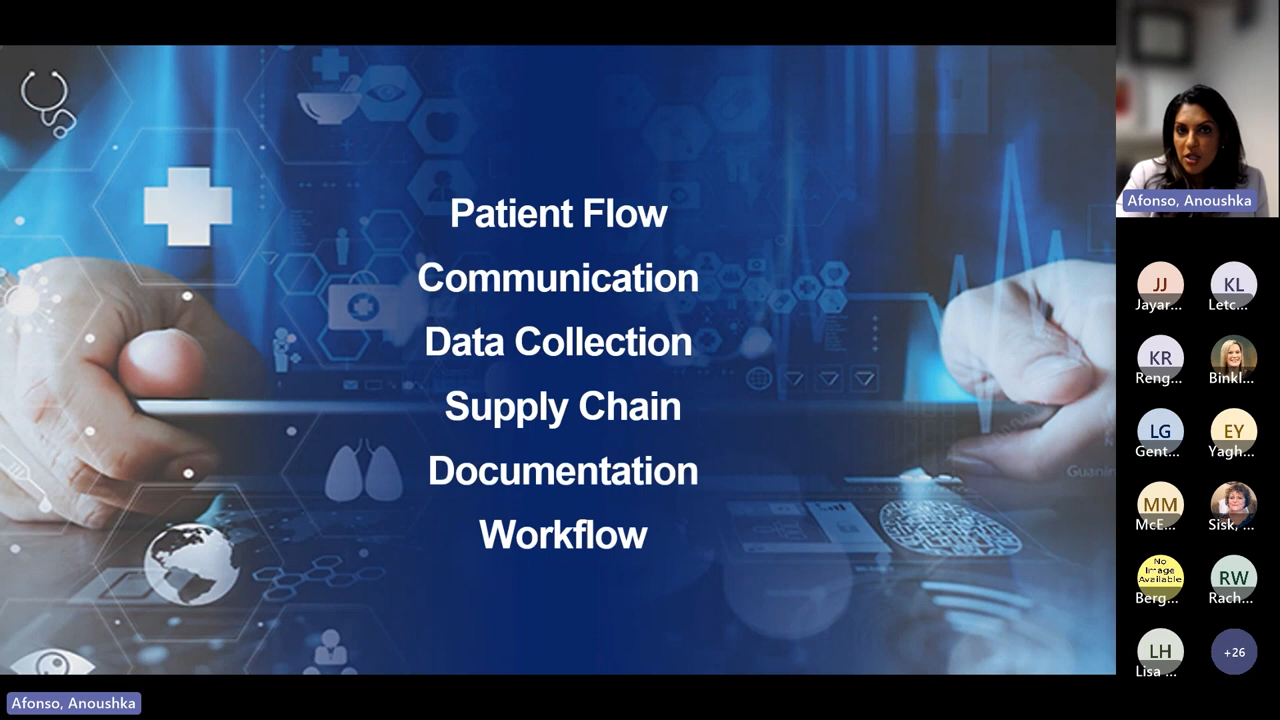 Patient Flow
Communication
Data Collection
Supply Chain
Documentation
Workflow
Guanin
Afonso, Anoushka
JJ
Jayar...
KL
Letc...
KR
Reng...
Binkl...
LG
Gent...
EY
Yagh...
MM
McE...
Sisk, ...
No
Image
Available
Berg...
RW
Rach...
LH
Lisa ...
+26
Afonso, Anoushka